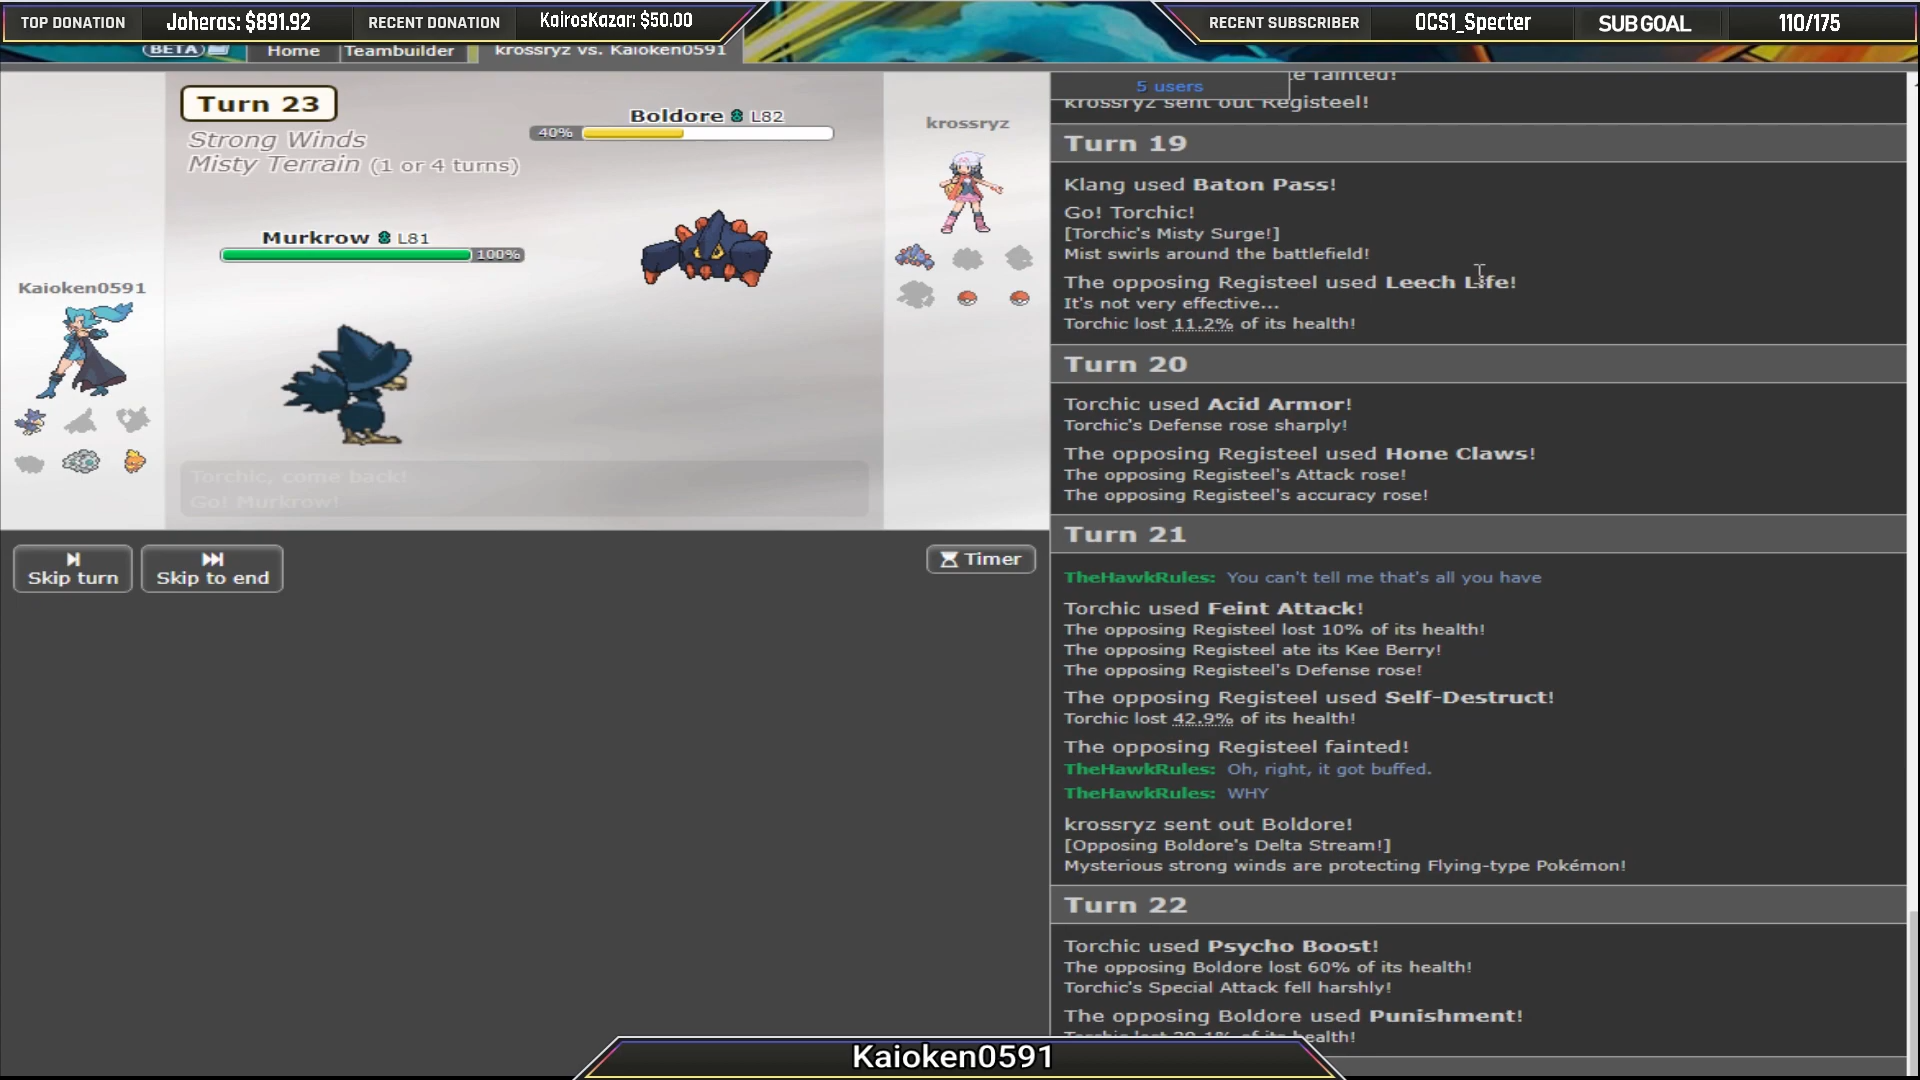 TOP DONATION
Joheras: $891.92
RECENT DONATION
KairosKazar: $50.00
RECENT SUBSCRIBER
OCS1_Specter
SUB GOAL
110/175
BETA
Home
Teambuilder
krossryz vs. Kaioken0591
Turn 23
Strong Winds
Misty Terrain (1 or 4 turns)
Boldore L82
40%
Murkrow L81
100%
krossryz
Kaioken0591
Torchic, come back!
Go! Murkrow!
Skip turn
Skip to end
Timer
5 users
e fainted!
krossryz sent out Registeel!
Turn 19
Klang used Baton Pass!
Go! Torchic!
[Torchic's Misty Surge!]
Mist swirls around the battlefield!
The opposing Registeel used Leech Life!
It's not very effective...
Torchic lost 11.2% of its health!
Turn 20
Torchic used Acid Armor!
Torchic's Defense rose sharply!
The opposing Registeel used Hone Claws!
The opposing Registeel's Attack rose!
The opposing Registeel's accuracy rose!
Turn 21
TheHawkRules: You can't tell me that's all you have
Torchic used Feint Attack!
The opposing Registeel lost 10% of its health!
The opposing Registeel ate its Kee Berry!
The opposing Registeel's Defense rose!
The opposing Registeel used Self-Destruct!
Torchic lost 42.9% of its health!
The opposing Registeel fainted!
TheHawkRules: Oh, right, it got buffed.
TheHawkRules: WHY
krossryz sent out Boldore!
[Opposing Boldore's Delta Stream!]
Mysterious strong winds are protecting Flying-type Pokémon!
Turn 22
Torchic used Psycho Boost!
The opposing Boldore lost 60% of its health!
Torchic's Special Attack fell harshly!
The opposing Boldore used Punishment!
Torchic lost of its health!
Kaioken0591